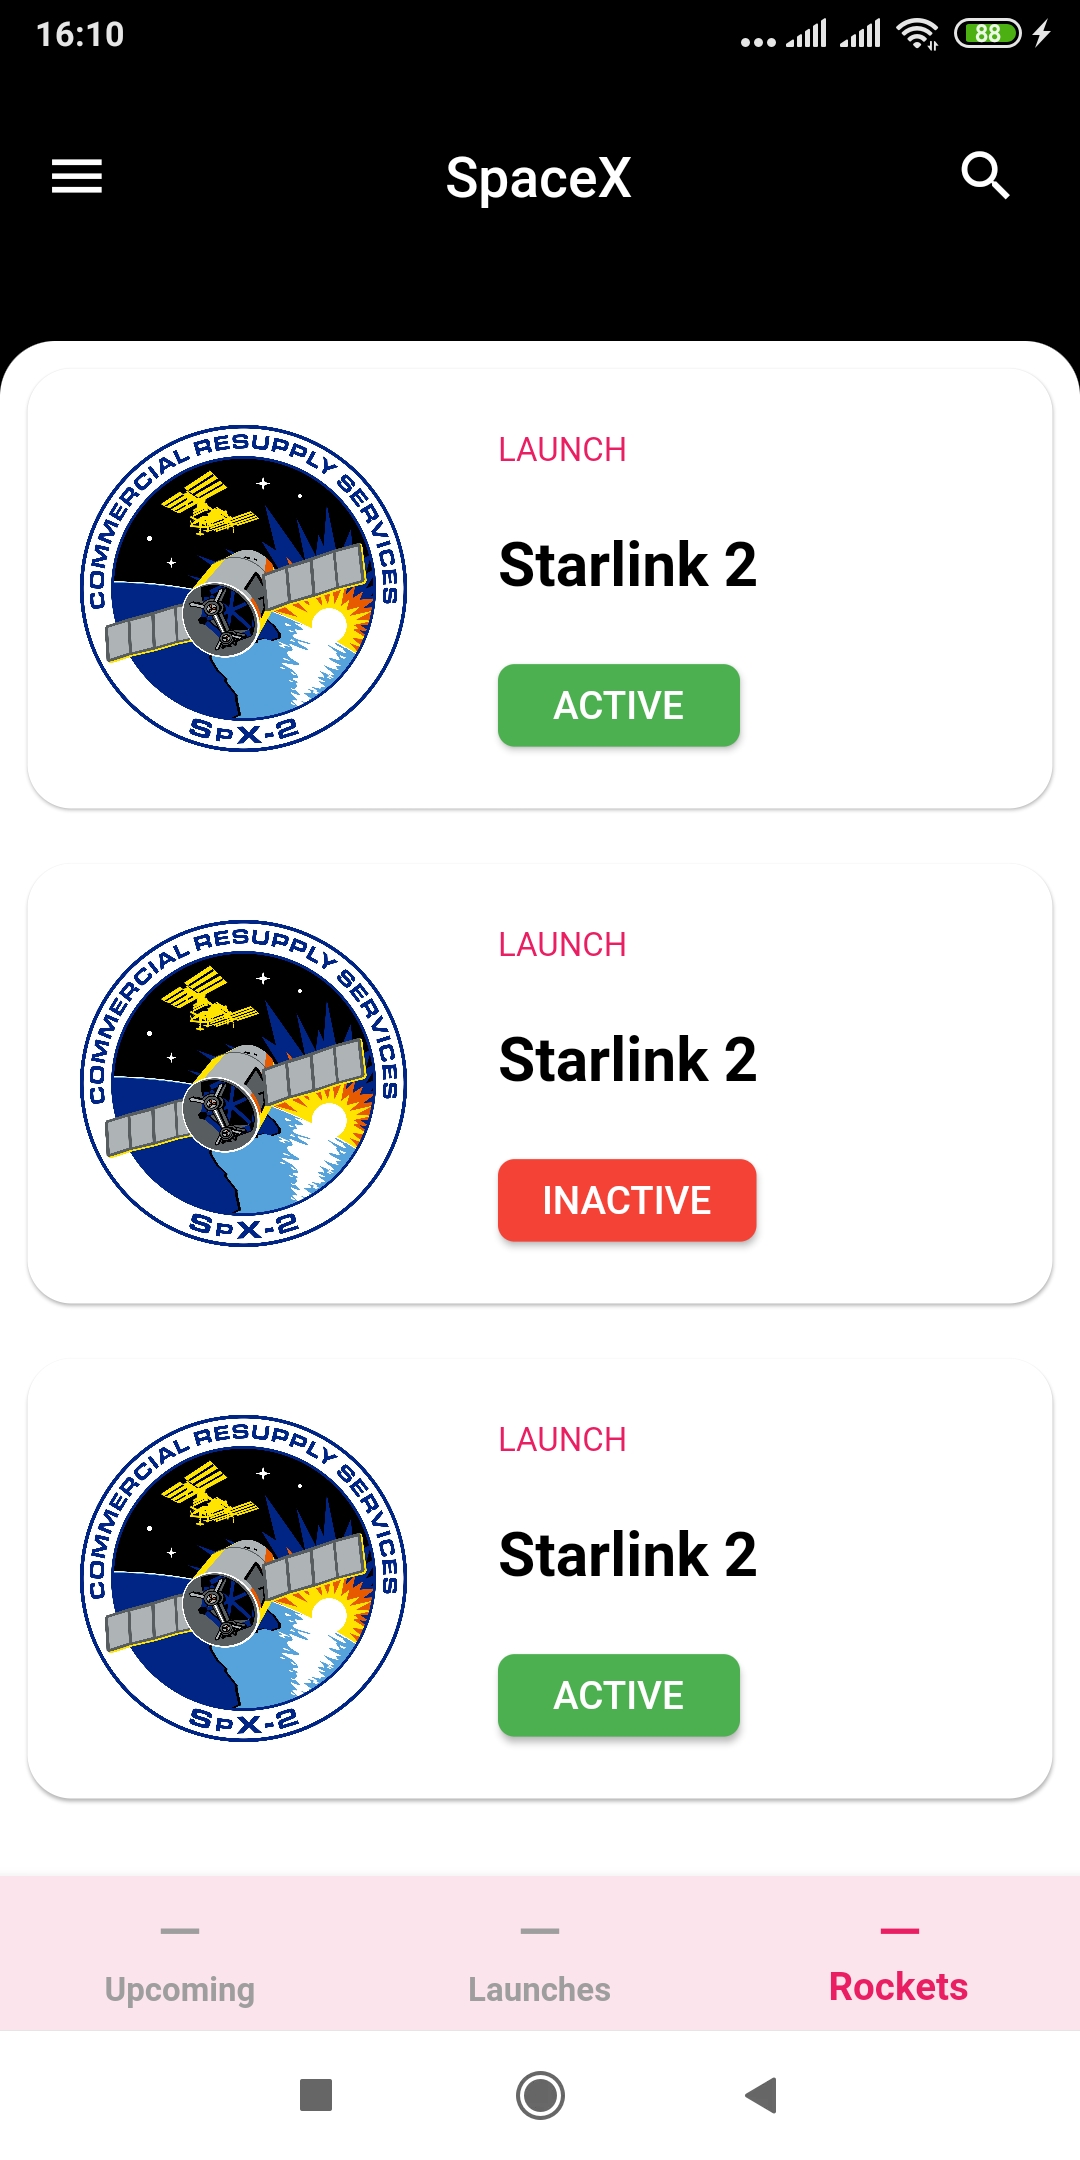 16:10
88
SpaceX
COMMERCIAL RESUPPLY SERVICES
SPX-2
LAUNCH
Starlink 2
ACTIVE
COMMERCIAL RESUPPLY SERVICES
SPX-2
LAUNCH
Starlink 2
INACTIVE
COMMERCIAL RESUPPLY SERVICES
SPX-2
LAUNCH
Starlink 2
ACTIVE
Upcoming
Launches
Rockets